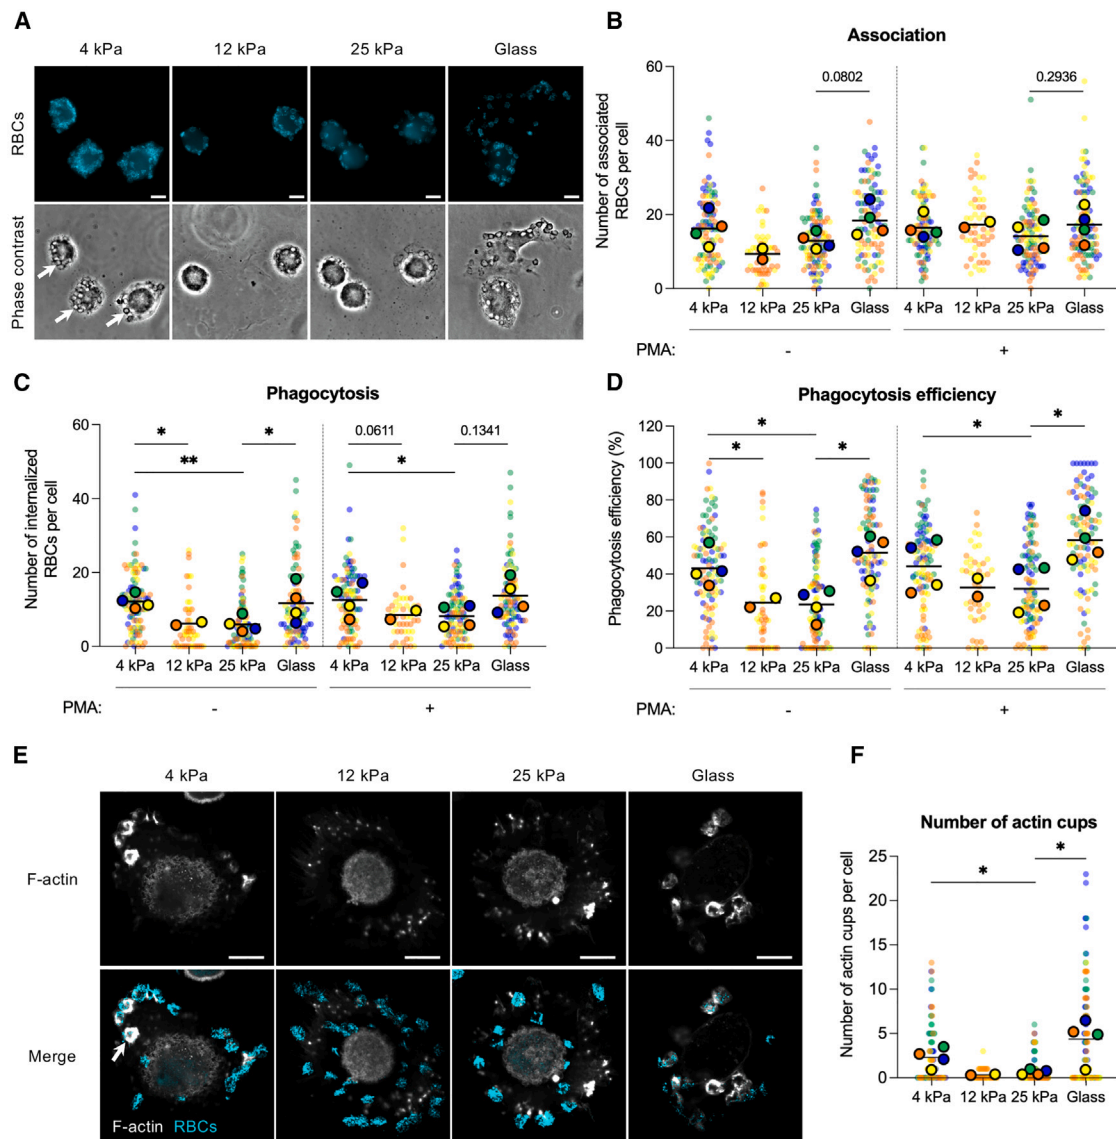 A
4 kPa 12 kPa 25 kPa Glass
RBCs
Phase contrast
B
Association
Number of associated
RBCs per cell
60
40
20
0
0.0802
0.2936
4 kPa 12 kPa 25 kPa Glass 4 kPa 12 kPa 25 kPa Glass
PMA: - +
C
Phagocytosis
Number of internalized
RBCs per cell
60
40
20
0
* * 0.0611 0.1341
** *
4 kPa 12 kPa 25 kPa Glass 4 kPa 12 kPa 25 kPa Glass
PMA: - +
D
Phagocytosis efficiency
Phagocytosis efficiency (%)
120
100
80
60
40
20
0
* * *
* *
4 kPa 12 kPa 25 kPa Glass 4 kPa 12 kPa 25 kPa Glass
PMA: - +
E
4 kPa 12 kPa 25 kPa Glass
F-actin
Merge
F-actin RBCs
F
Number of actin cups
Number of actin cups per cell
25
20
15
10
5
0
* *
4 kPa 12 kPa 25 kPa Glass